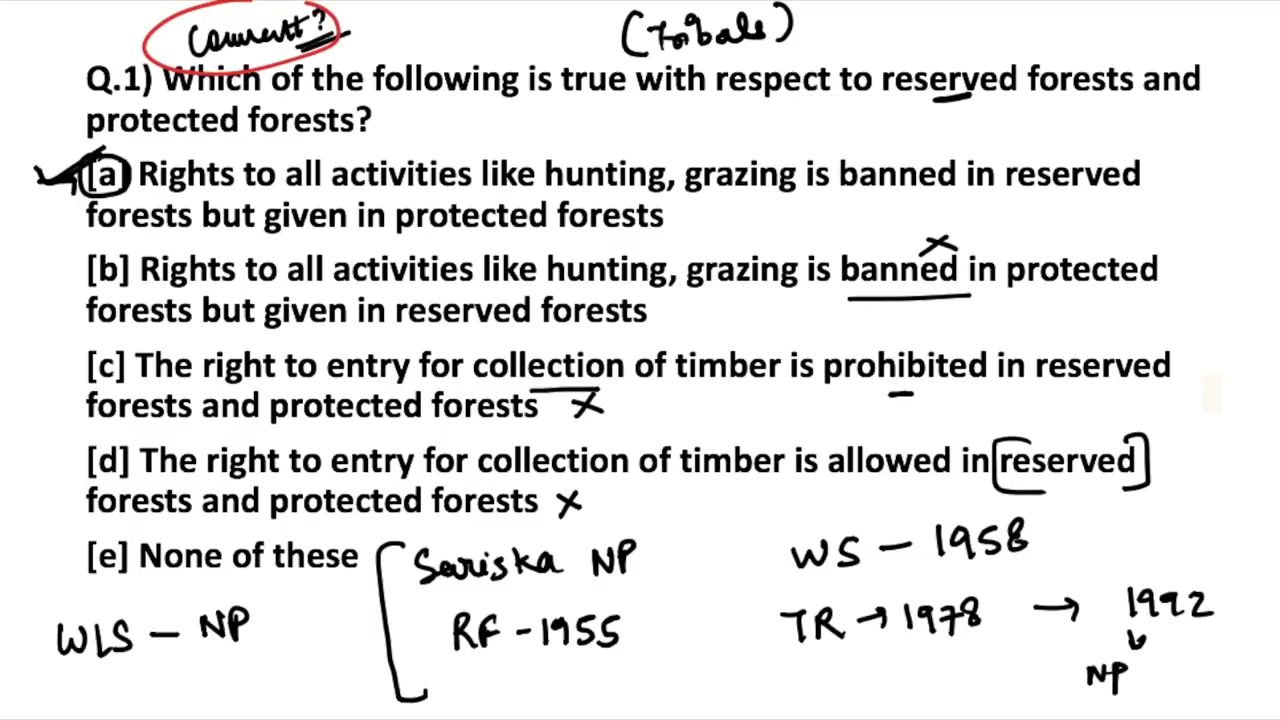 Comment?
(Tribals)
Q.1) Which of the following is true with respect to reserved forests and
protected forests?
[a] Rights to all activities like hunting, grazing is banned in reserved
forests but given in protected forests
[b] Rights to all activities like hunting, grazing is banned in protected
forests but given in reserved forests
[c] The right to entry for collection of timber is prohibited in reserved
forests and protected forests
[d] The right to entry for collection of timber is allowed in reserved
forests and protected forests
[e] None of these
Sariska NP
WS - 1958
WLS - NP
RF - 1955
TR → 1978 → 1992
NP